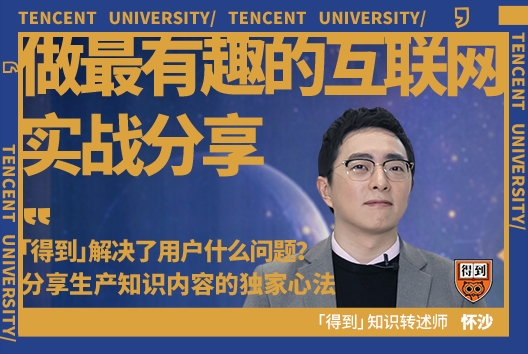 TENCENT UNIVERSITY/ TENCENT UNIVERSITY/
TENCENT UNIVERSITY/
TENCENT UNIVERSITY/
做最有趣的互联网
实战分享
「得到」解决了用户什么问题?
分享生产知识内容的独家心法
得到
「得到」知识转述师 怀沙